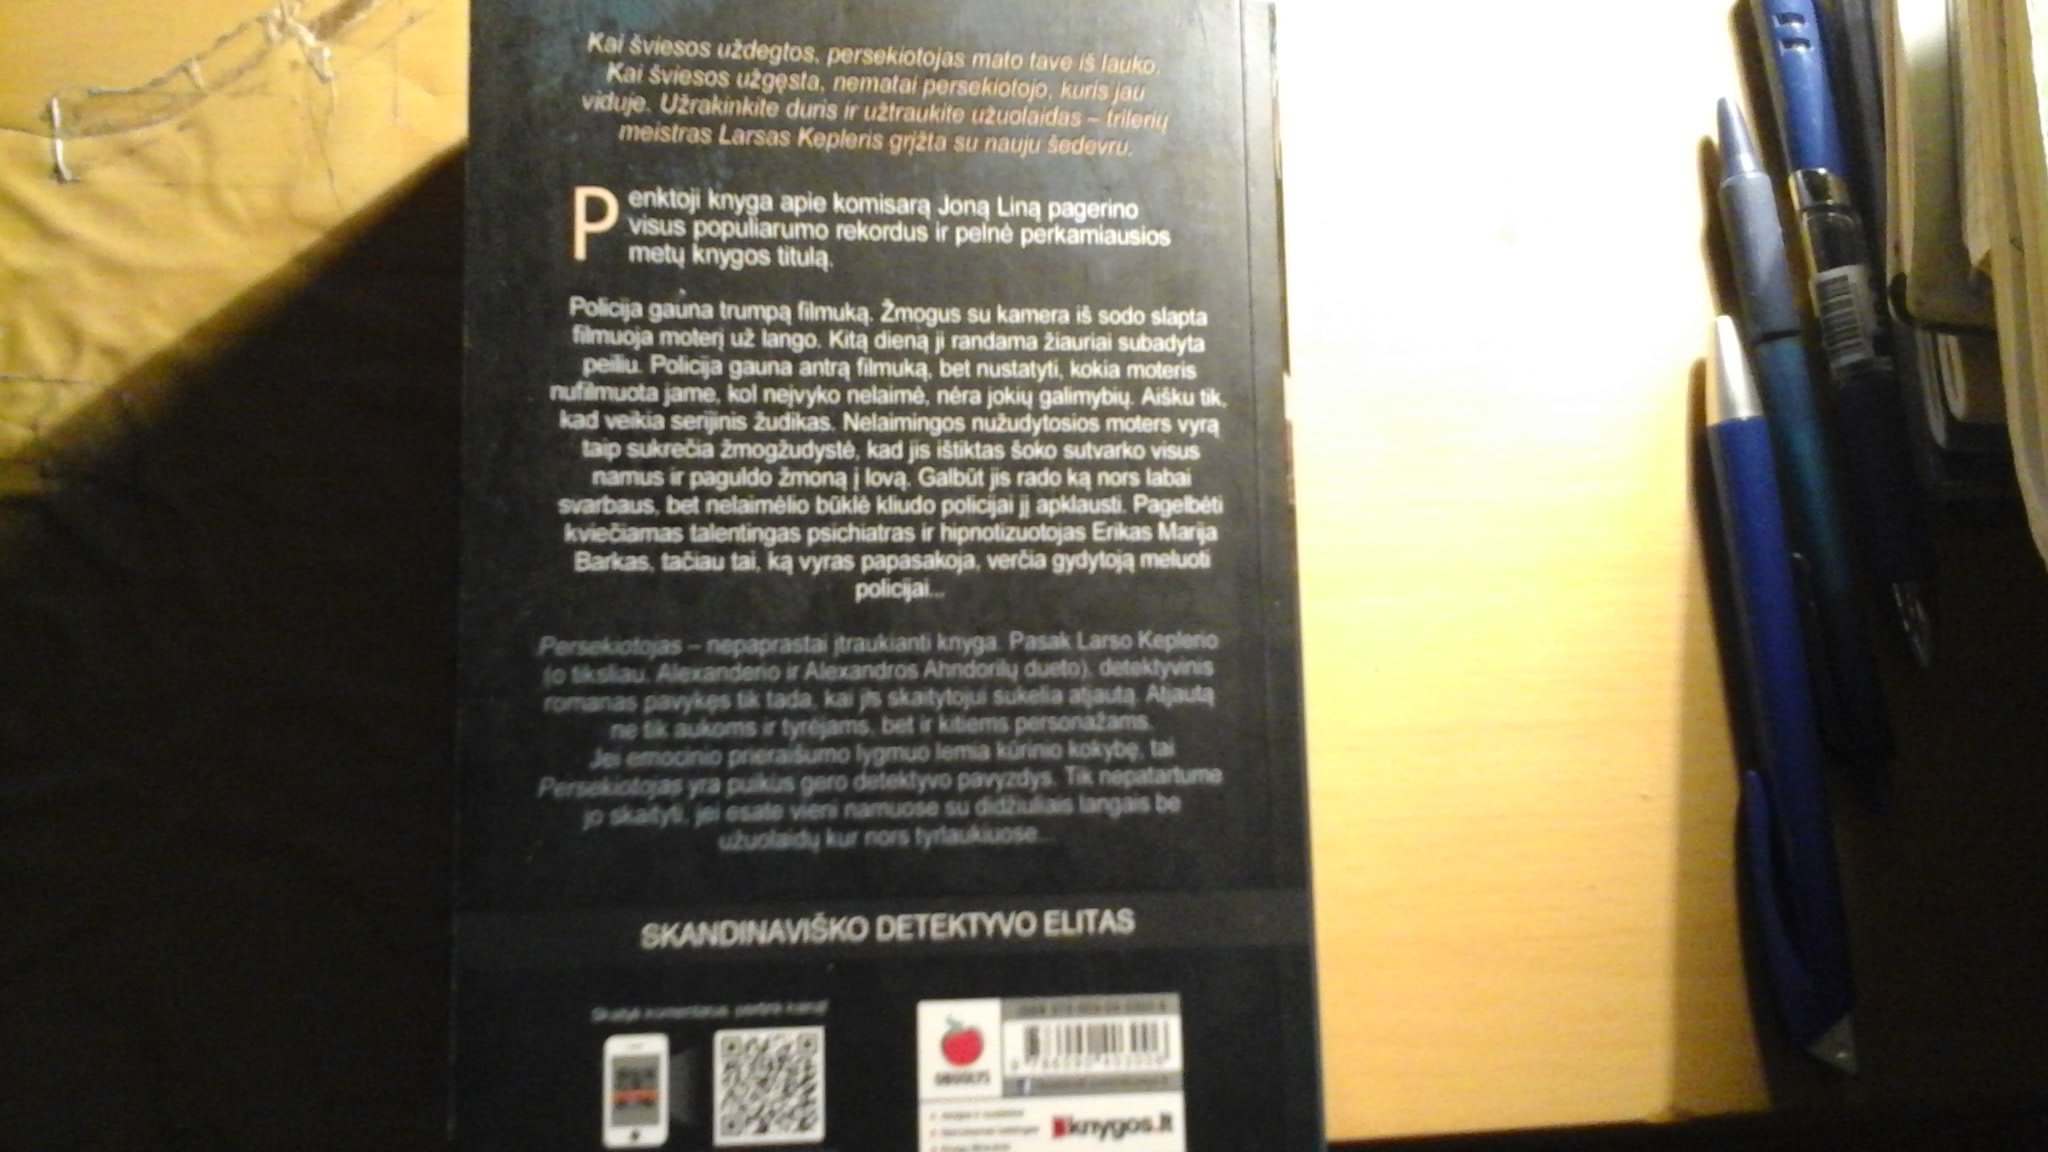 Kai šviesos uždegtos, persekiotojas mato tave iš lauko.
Kai šviesos užgęsta, nematai persekiotojo, kuris jau
viduje. Užrakinkite duris ir užtraukite užuolaidas – trilerių
meistras Larsas Kepleris grįžta su nauju šedevru.
Penktoji knyga apie komisarą Joną Liną pagerino
visus populiarumo rekordus ir pelnė perkamiausios
metų knygos titulą.
Policija gauna trumpą filmuką. Žmogus su kamera iš sodo slapta
filmuoja moterį už lango. Kitą dieną ji randama žiauriai subadyta
peiliu. Policija gauna antrą filmuką, bet nustatyti, kokia moteris
nufilmuota jame, kol neįvyko nelaimė, nėra jokių galimybių. Aišku tik,
kad veikia serijinis žudikas. Nelaimingos nužudytosios moters vyrą
taip sukrečia žmogžudystė, kad jis ištiktas šoko sutvarko visus
namus ir paguldo žmoną į lovą. Galbūt jis rado ką nors labai
svarbaus, bet nelaimėlio būklė kliudo policijai jį apklausti. Pagelbėti
kviečiamas talentingas psichiatras ir hipnotizuotojas Erikas Marija
Barkas, tačiau tai, ką vyras papasakoja, verčia gydytoją meluoti
policijai...
Persekiotojas – nepaprastai įtraukianti knyga. Pasak Larso Keplerio
(o tiksliau, Alexanderio ir Alexandros Ahndorilų dueto), detektyvinis
romanas pavykęs tik tada, kai jis skaitytojui sukelia atjautą. Atjautą
ne tik aukoms ir tyrėjams, bet ir kitiems personažams.
Jei emocinio prieraišumo lygmuo lemia kūrinio kokybę, tai
Persekiotojas yra puikus gero detektyvo pavyzdys. Tik nepatartume
jo skaityti, jei esate vieni namuose su didžiuliais langais be
užuolaidų kur nors tyrlaukiuose...
SKANDINAVIŠKO DETEKTYVO ELITAS
Skaityk komentarus, pirk
OBUOLYS
knygos.lt